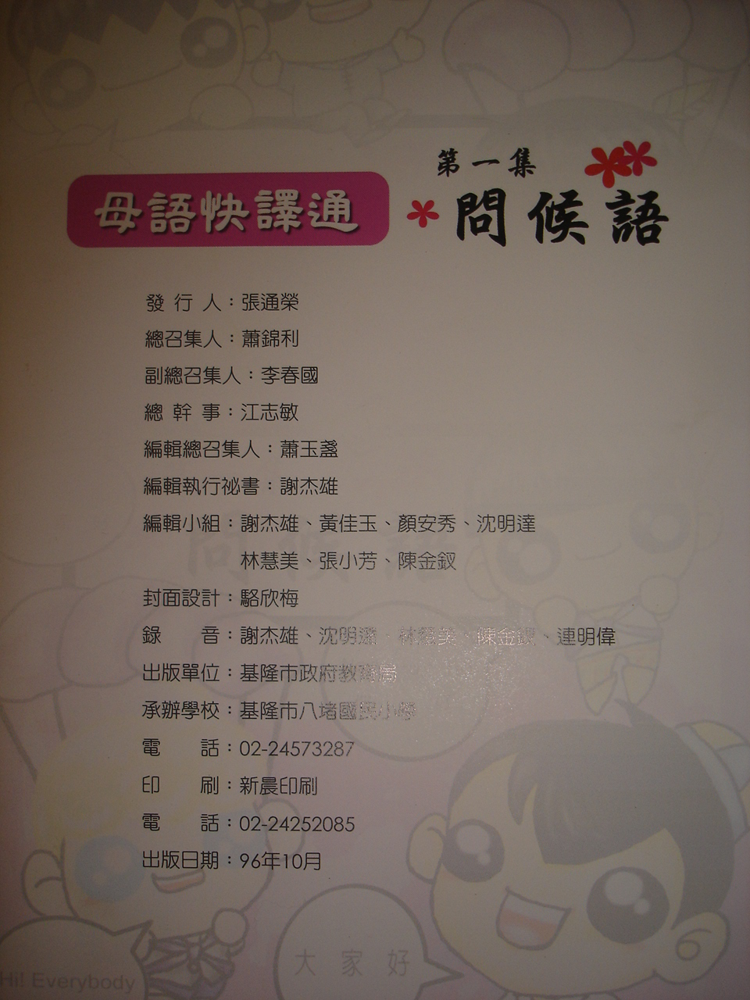 第一集
母語快譯通 問候語
發行人：張通榮
總召集人：蕭錦利
副總召集人：李春國
總幹事：江志敏
編輯總召集人：蕭玉盞
編輯執行祕書：謝杰雄
編輯小組：謝杰雄、黃佳玉、顏安秀、沈明達
林慧美、張小芳、陳金釵
封面設計：駱欣梅
錄音：謝杰雄、沈明達、林慧美、陳金釵、連明偉
出版單位：基隆市政府教育局
承辦學校：基隆市八堵國民小學
電話：02-24573287
印刷：新晨印刷
電話：02-24252085
出版日期：96年10月
大家好
Hi! Everybody